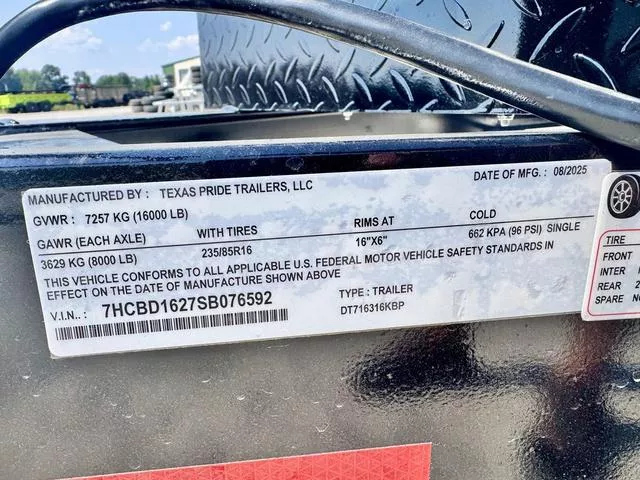 MANUFACTURED BY : TEXAS PRIDE TRAILERS, LLC DATE OF MFG. : 08/2025
GVWR : 7257 KG (16000 LB)
GAWR (EACH AXLE) WITH TIRES RIMS AT COLD
3629 KG (8000 LB) 235/85R16 16"X6" 662 KPA (96 PSI) SINGLE
THIS VEHICLE CONFORMS TO ALL APPLICABLE U.S. FEDERAL MOTOR VEHICLE SAFETY STANDARDS IN
EFFECT ON THE DATE OF MANUFACTURE SHOWN ABOVE
V.I.N.. : 7HCBD1627SB076592 TYPE : TRAILER
DT716316KBP
TIRE
FRONT
INTER
REAR 2
SPARE